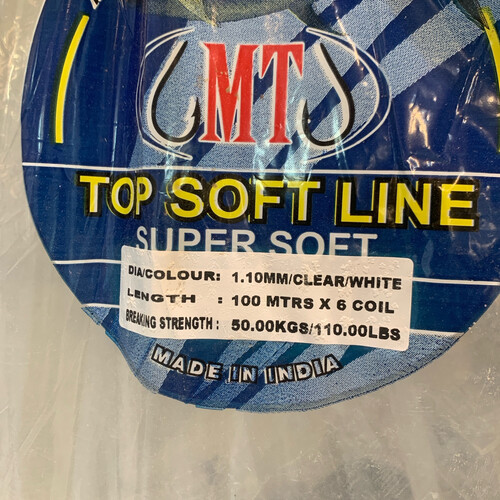 MT
TOP SOFT LINE
SUPER SOFT
DIA/COLOUR: 1.10MM/CLEAR/WHITE
LENGTH : 100 MTRS X 6 COIL
BREAKING STRENGTH: 50.00KGS/110.00LBS
MADE IN INDIA